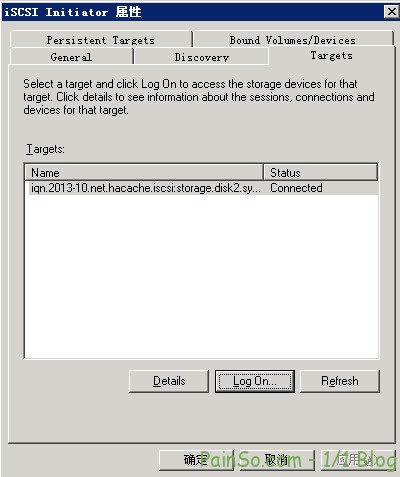 iSCSI Initiator 属性
Persistent Targets
Bound Volumes/Devices
General
Discovery
Targets
Select a target and click Log On to access the storage devices for that
target. Click details to see information about the sessions, connections and
devices for that target.
Targets:
Name
Status
iqn.2013-10.net.hacache.iscsi:storage.disk2.sy...
Connected
Details
Log On...
Refresh
确定
取消
应用(A)
PainSo.com - 1/1 Blog